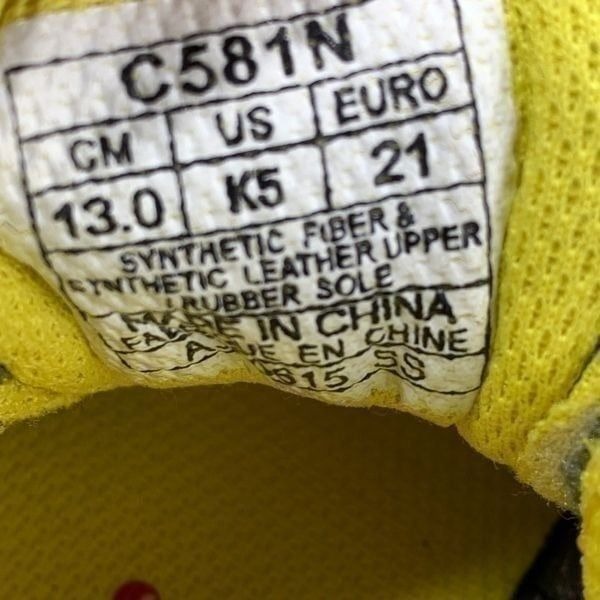 C581N
CM US EURO
13.0 K5 21
SYNTHETIC FIBER &
SYNTHETIC LEATHER UPPER
RUBBER SOLE
MADE IN CHINA
EN CHINE
SS